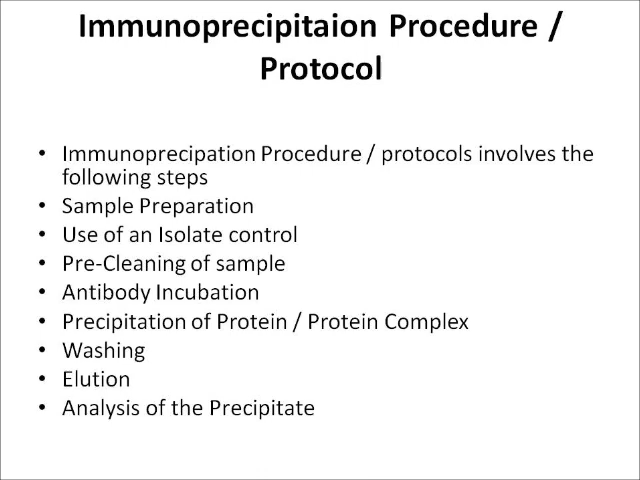 Immunoprecipitaion Procedure /
Protocol
• Immunoprecipation Procedure / protocols involves the
following steps
• Sample Preparation
• Use of an Isolate control
• Pre-Cleaning of sample
• Antibody Incubation
• Precipitation of Protein / Protein Complex
• Washing
• Elution
• Analysis of the Precipitate